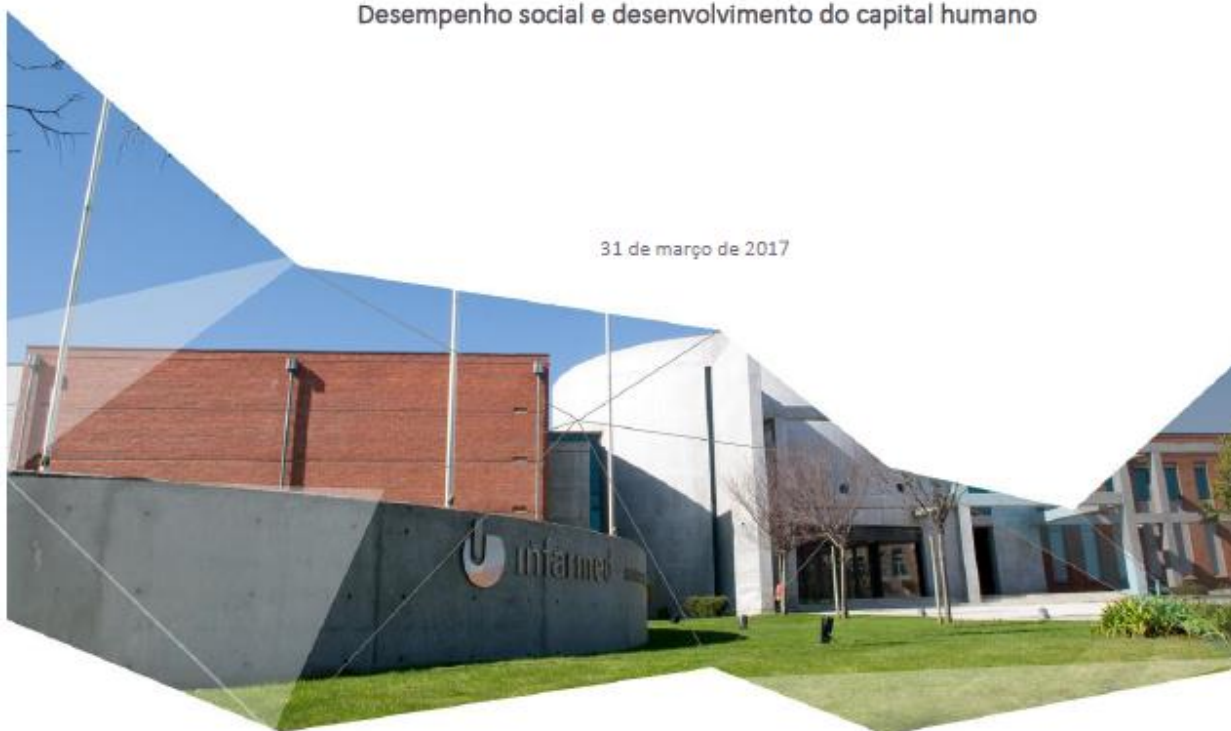 Desempenho social e desenvolvimento do capital humano
31 de março de 2017
infarmed